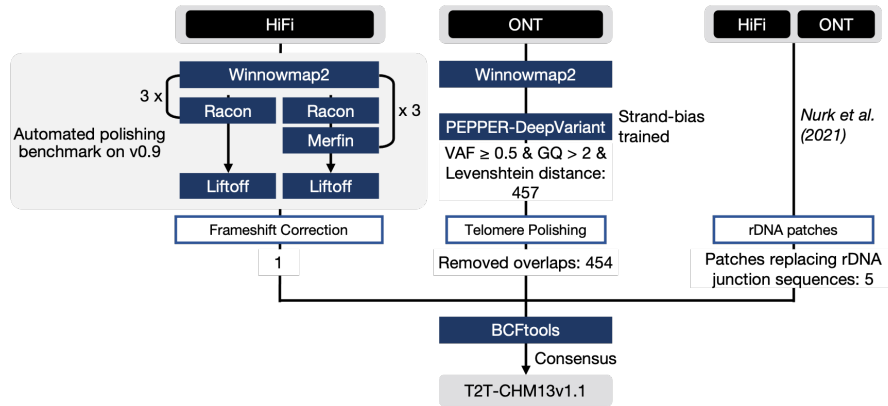 HiFi
ONT
HiFi
ONT
Winnowmap2
3 x
Racon
Racon
x 3
Merfin
Automated polishing
benchmark on v0.9
Liftoff
Liftoff
Winnowmap2
PEPPER-DeepVariant
Strand-bias
trained
VAF ≥ 0.5 & GQ > 2 &
Levenshtein distance:
457
Nurk et al.
(2021)
Frameshift Correction
1
Telomere Polishing
Removed overlaps: 454
rDNA patches
Patches replacing rDNA
junction sequences: 5
BCFtools
Consensus
T2T-CHM13v1.1